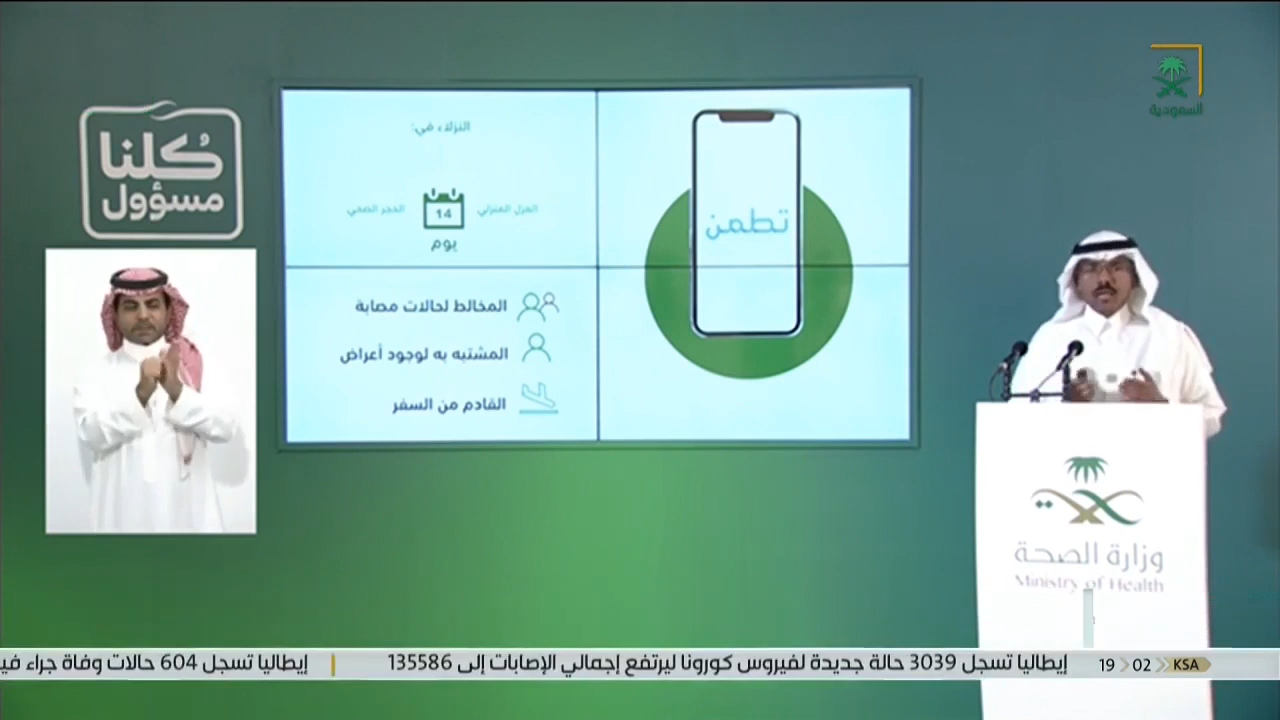 السعودية
كُلنا
مسؤول
النزلاء في:
العزل المنزلي
14
يوم
الحجر الصحي
تطمن
المخالط لحالات مصابة
المشتبه به لوجود أعراض
القادم من السفر
وزارة الصحة
Ministry of Health
KSA 19 02
إيطاليا تسجل 3039 حالة جديدة لفيروس كورونا ليرتفع إجمالي الإصابات إلى 135586
إيطاليا تسجل 604 حالات وفاة جراء في